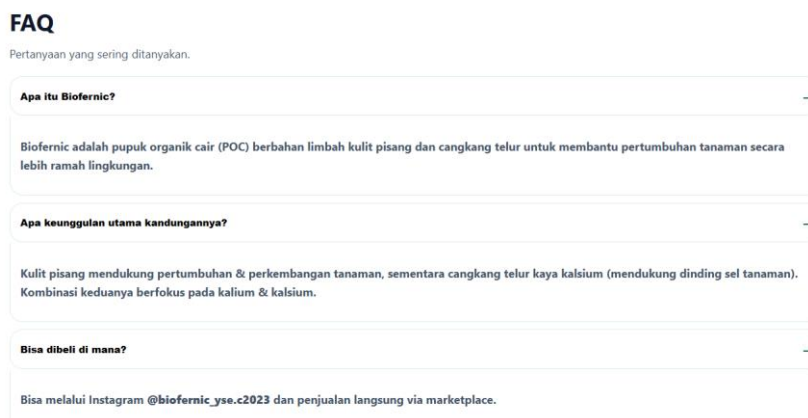 FAQ
Pertanyaan yang sering ditanyakan.
Apa itu Biofernic?
Biofernic adalah pupuk organik cair (POC) berbahan limbah kulit pisang dan cangkang telur untuk membantu pertumbuhan tanaman secara
lebih ramah lingkungan.
Apa keunggulan utama kandungannya?
Kulit pisang mendukung pertumbuhan & perkembangan tanaman, sementara cangkang telur kaya kalsium (mendukung dinding sel tanaman).
Kombinasi keduanya berfokus pada kalium & kalsium.
Bisa dibeli di mana?
Bisa melalui Instagram @biofernic_yse.c2023 dan penjualan langsung via marketplace.